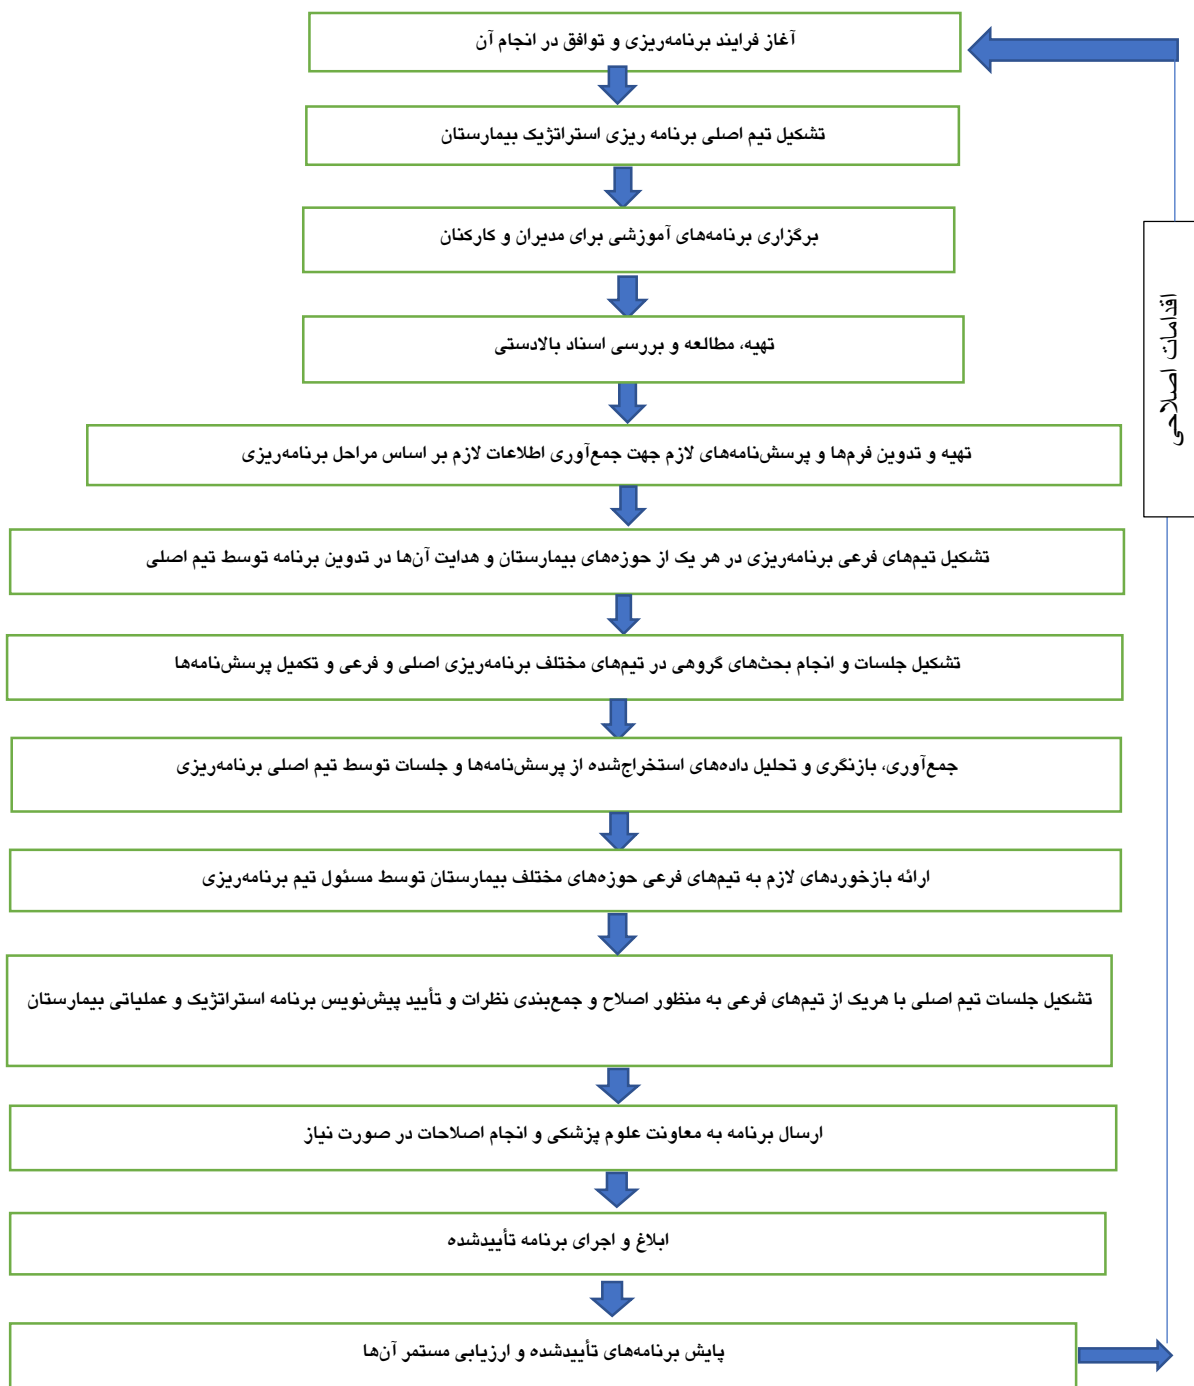 آغاز فرایند برنامه‌ریزی و توافق در انجام آن
تشکیل تیم اصلی برنامه ریزی استراتژیک بیمارستان
برگزاری برنامه‌های آموزشی برای مدیران و کارکنان
تهیه، مطالعه و بررسی اسناد بالادستی
تهیه و تدوین فرم‌ها و پرسش‌نامه‌های لازم جهت جمع‌آوری اطلاعات لازم بر اساس مراحل برنامه‌ریزی
تشکیل تیم‌های فرعی برنامه‌ریزی در هر یک از حوزه‌های بیمارستان و هدایت آن‌ها در تدوین برنامه توسط تیم اصلی
تشکیل جلسات و انجام بحث‌های گروهی در تیم‌های مختلف برنامه‌ریزی اصلی و فرعی و تکمیل پرسش‌نامه‌ها
جمع‌آوری، بازنگری و تحلیل داده‌های استخراج‌شده از پرسش‌نامه‌ها و جلسات توسط تیم اصلی برنامه‌ریزی
ارائه بازخوردهای لازم به تیم‌های فرعی حوزه‌های مختلف بیمارستان توسط مسئول تیم برنامه‌ریزی
تشکیل جلسات تیم اصلی با هریک از تیم‌های فرعی به منظور اصلاح و جمع‌بندی نظرات و تأیید پیش‌نویس برنامه استراتژیک و عملیاتی بیمارستان
ارسال برنامه به معاونت علوم پزشکی و انجام اصلاحات در صورت نیاز
ابلاغ و اجرای برنامه تأییدشده
پایش برنامه‌های تأییدشده و ارزیابی مستمر آن‌ها
اقدامات اصلاحی